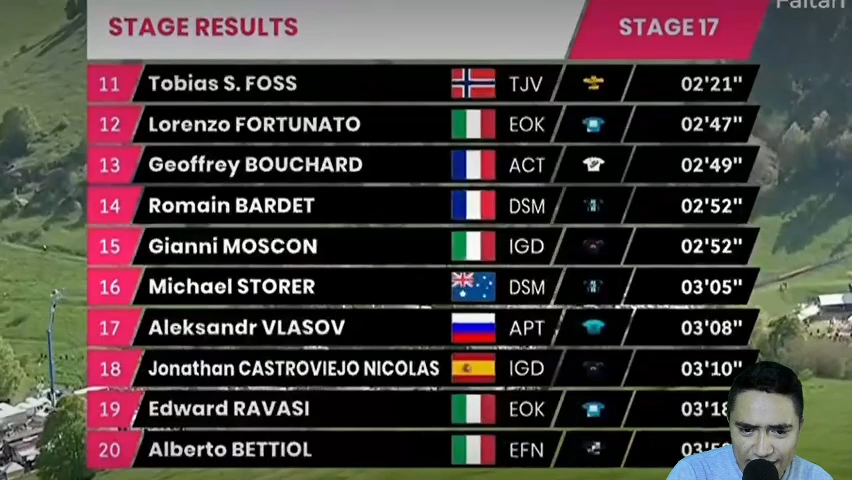 Faltan
STAGE RESULTS STAGE 17
11 Tobias S. FOSS TJV 02'21"
12 Lorenzo FORTUNATO EOK 02'47"
13 Geoffrey BOUCHARD ACT 02'49"
14 Romain BARDET DSM 02'52"
15 Gianni MOSCON IGD 02'52"
16 Michael STORER DSM 03'05"
17 Aleksandr VLASOV APT 03'08"
18 Jonathan CASTROVIEJO NICOLAS IGD 03'10"
19 Edward RAVASI EOK
20 Alberto BETTIOL EFN